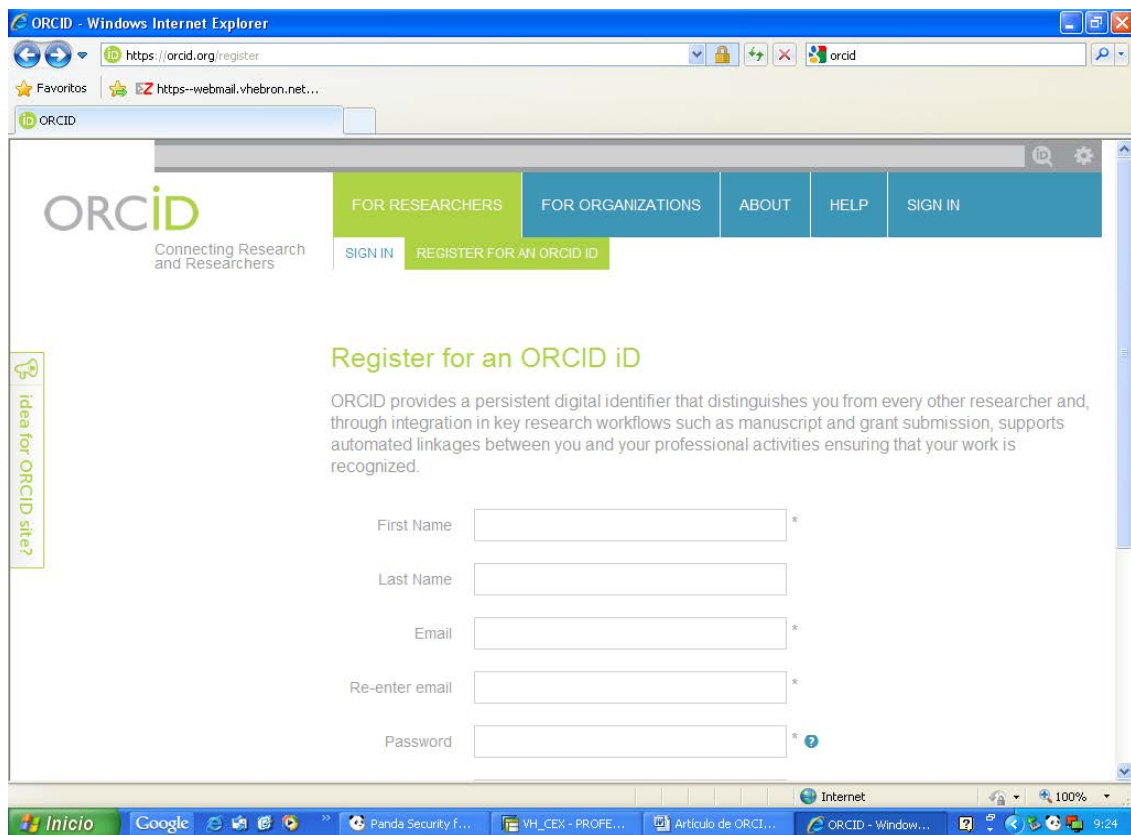 ORCID - Windows Internet Explorer
https://orcid.org/register
orcid
Favoritos
https--webmail.vhebron.net...
ORCID
iD
FOR RESEARCHERS FOR ORGANIZATIONS ABOUT HELP SIGN IN
ORCiD
Connecting Research
and Researchers
SIGN IN REGISTER FOR AN ORCID ID
Register for an ORCID iD
ORCID provides a persistent digital identifier that distinguishes you from every other researcher and,
through integration in key research workflows such as manuscript and grant submission, supports
automated linkages between you and your professional activities ensuring that your work is
recognized.
idea for ORCID site?
First Name *
Last Name
Email *
Re-enter email *
Password * ?
Internet 100%
Inicio Google » Panda Security f... VH_CEX - PROFE... Artículo de ORCI... ORCID - Window... 9:24